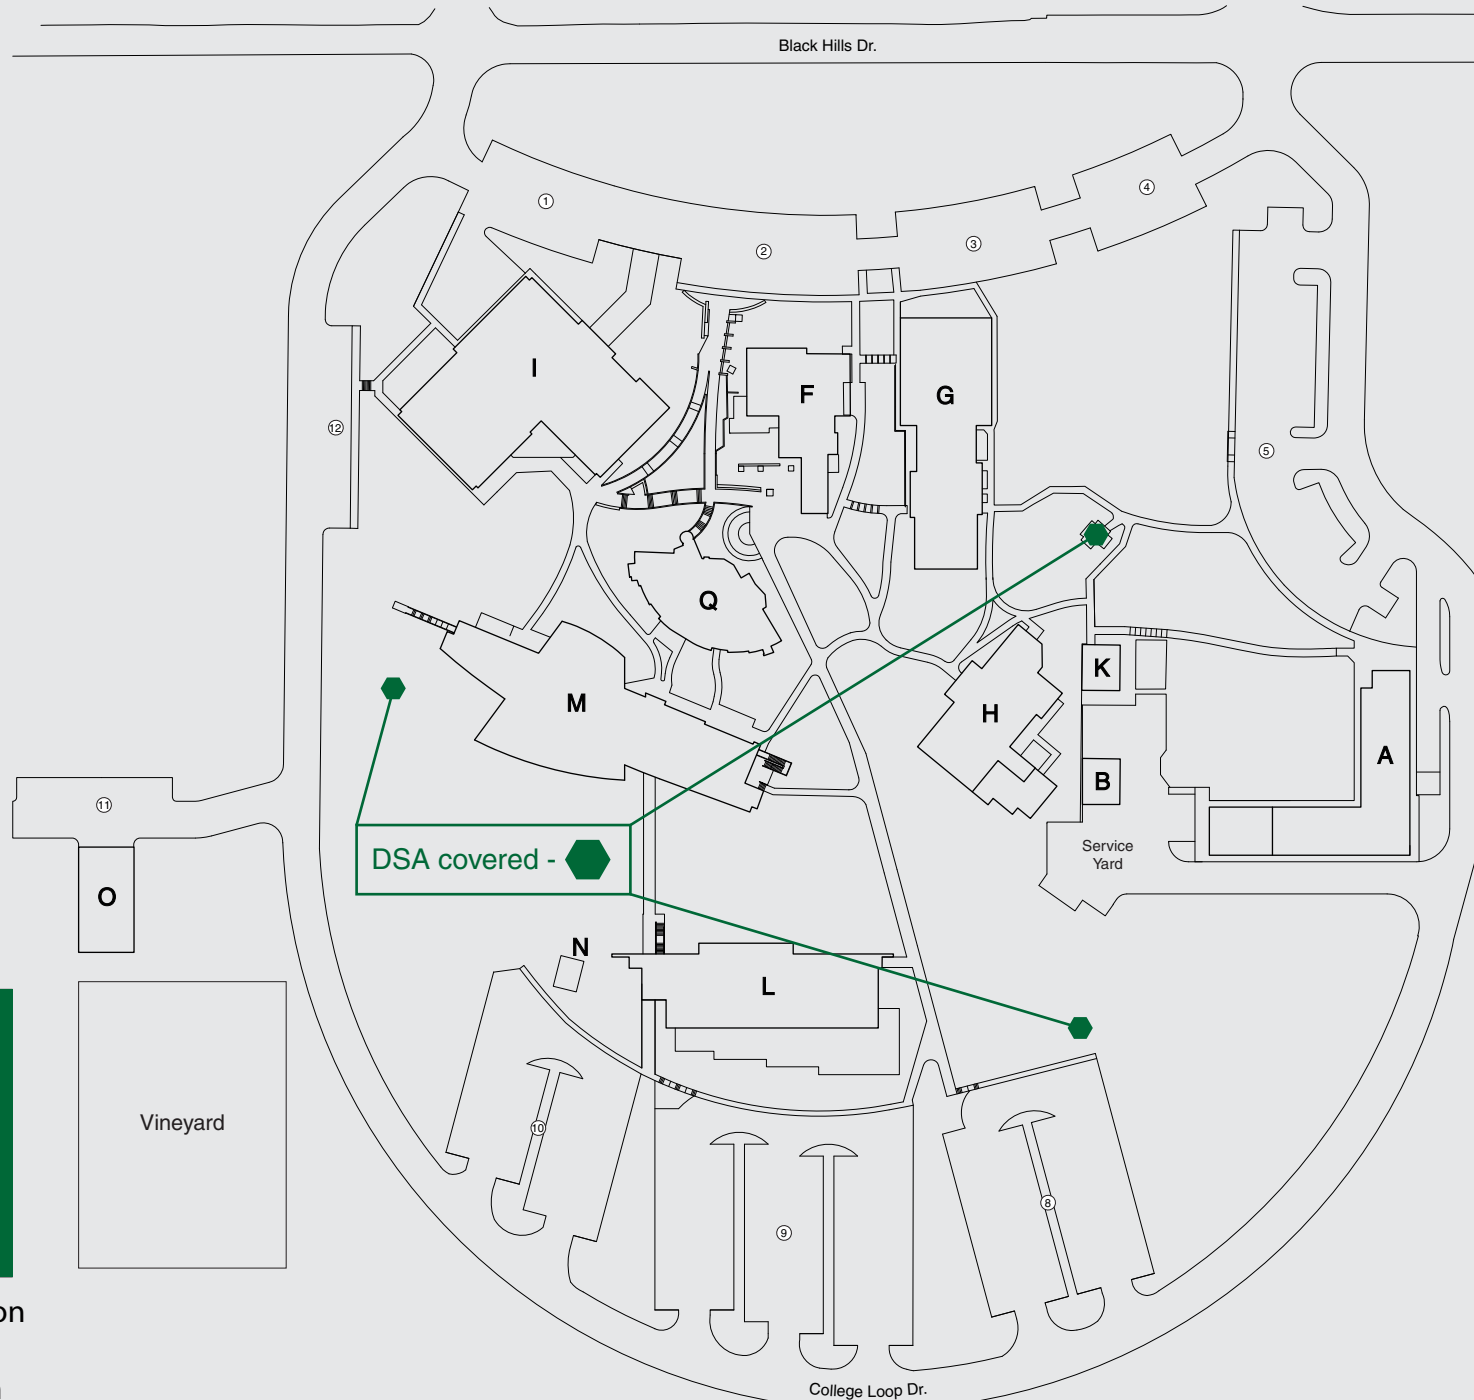 Black Hills Dr.
1
2
3
4
I
F
G
12
5
Q
M
K
H
A
B
11
Service
Yard
DSA covered -
O
N
L
Vineyard
10
9
8
on
College Loop Dr.